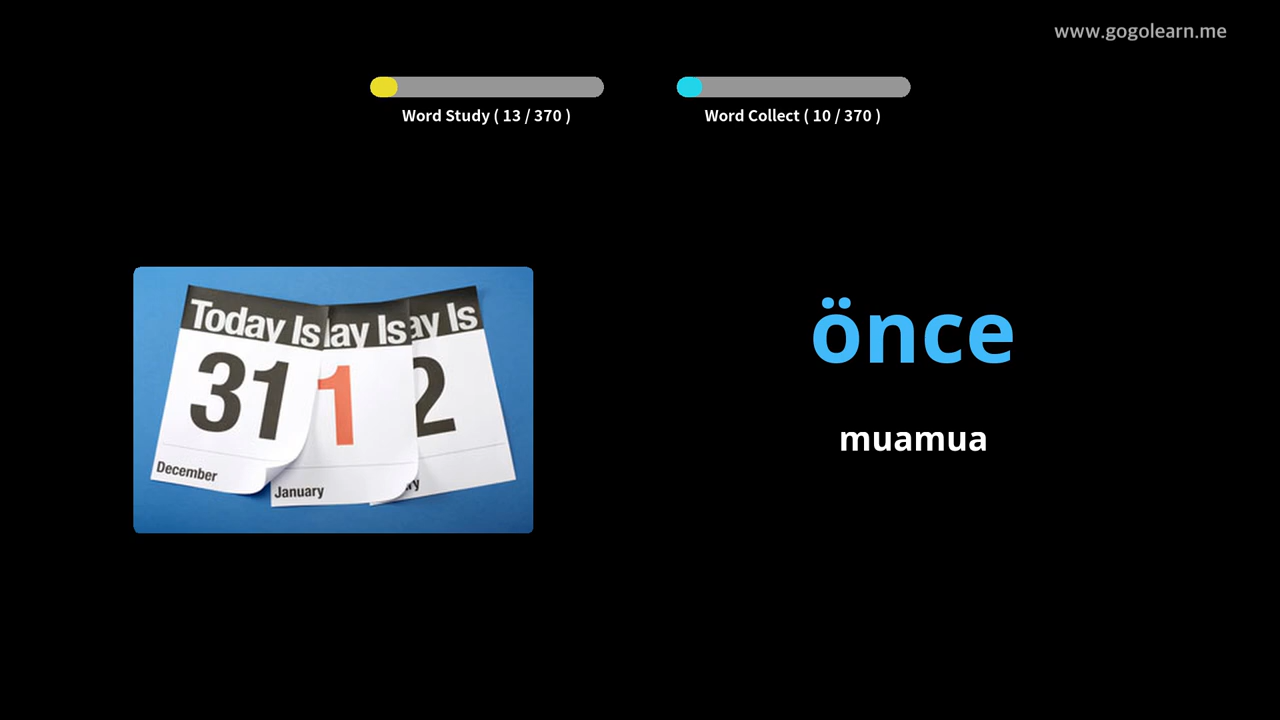 www.gogolearn.me
Word Study ( 13 / 370 )
Word Collect ( 10 / 370 )
Today Is
ay Is
ay Is
31
1
2
December
January
önce
muamua